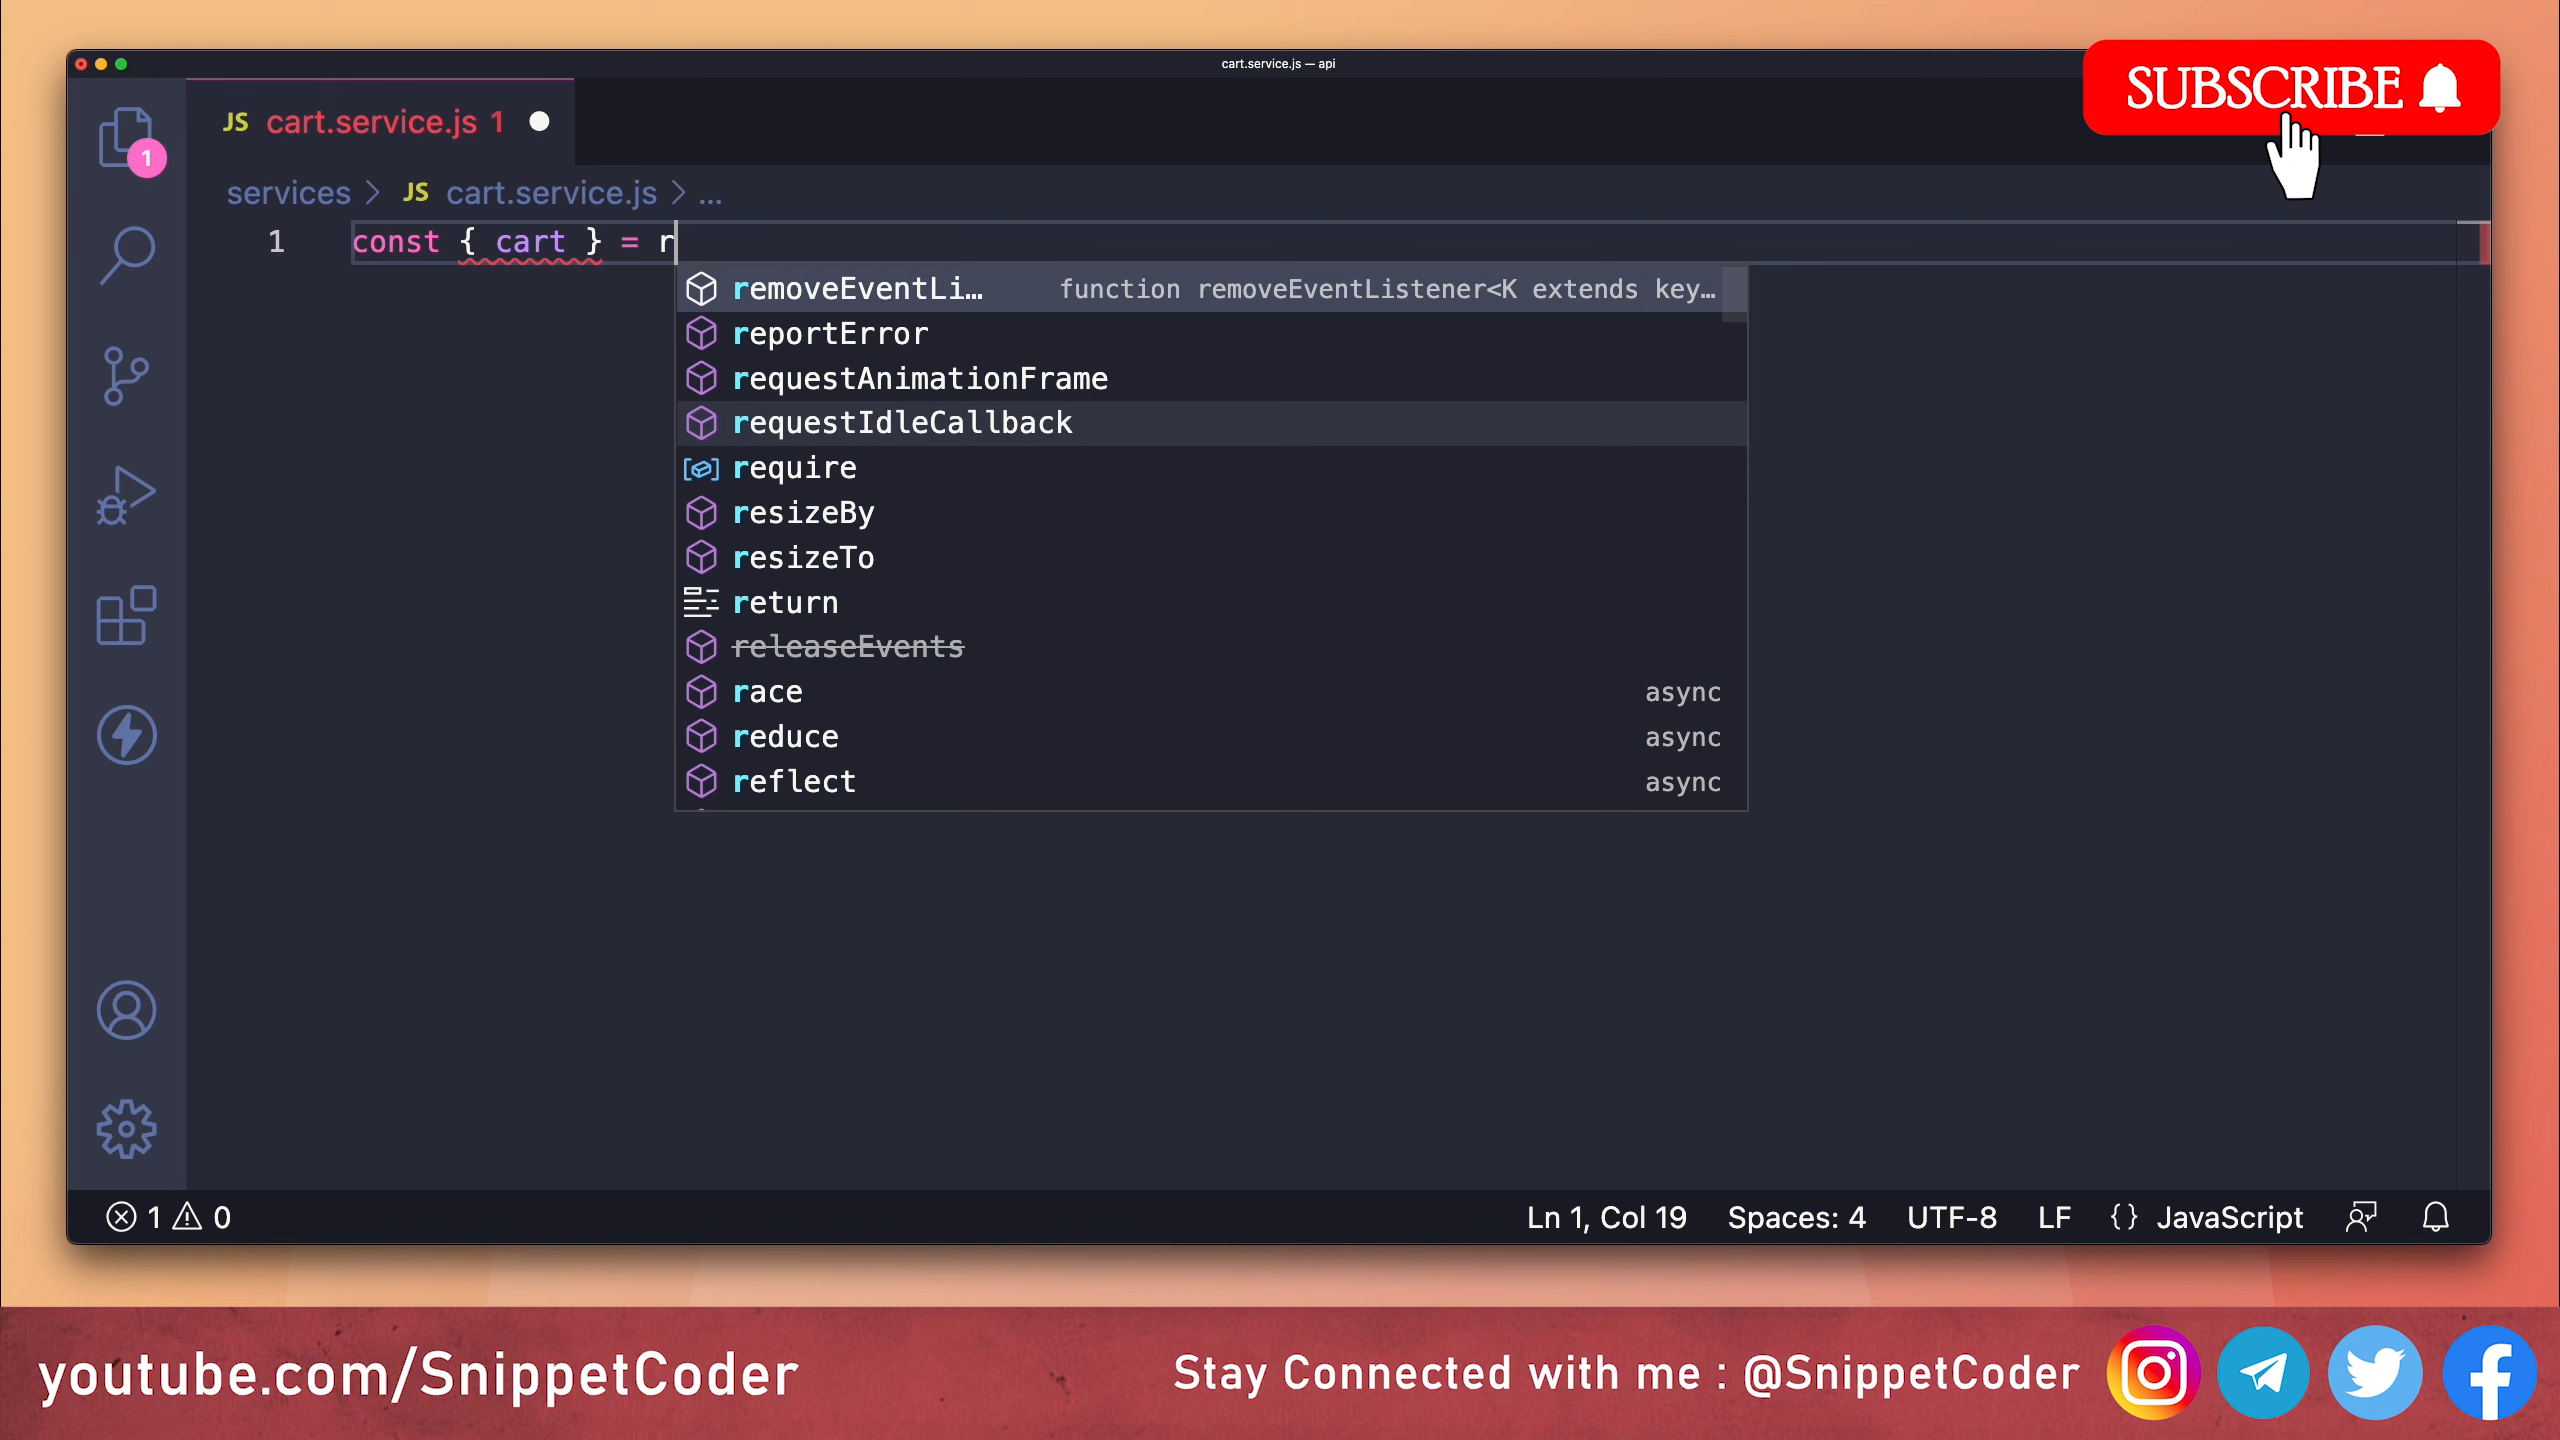 cart.service.js — api
SUBSCRIBE
JS cart.service.js 1
1
services > JS cart.service.js > ...
1 const { cart } = r
removeEventLi… function removeEventListener<K extends key…
reportError
requestAnimationFrame
requestIdleCallback
require
resizeBy
resizeTo
return
releaseEvents
race async
reduce async
reflect async
1 0
Ln 1, Col 19 Spaces: 4 UTF-8 LF {} JavaScript
youtube.com/SnippetCoder
Stay Connected with me : @SnippetCoder